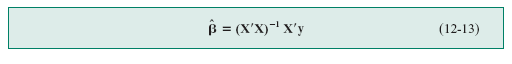 β̂ = (X′X)⁻¹ X′y (12-13)